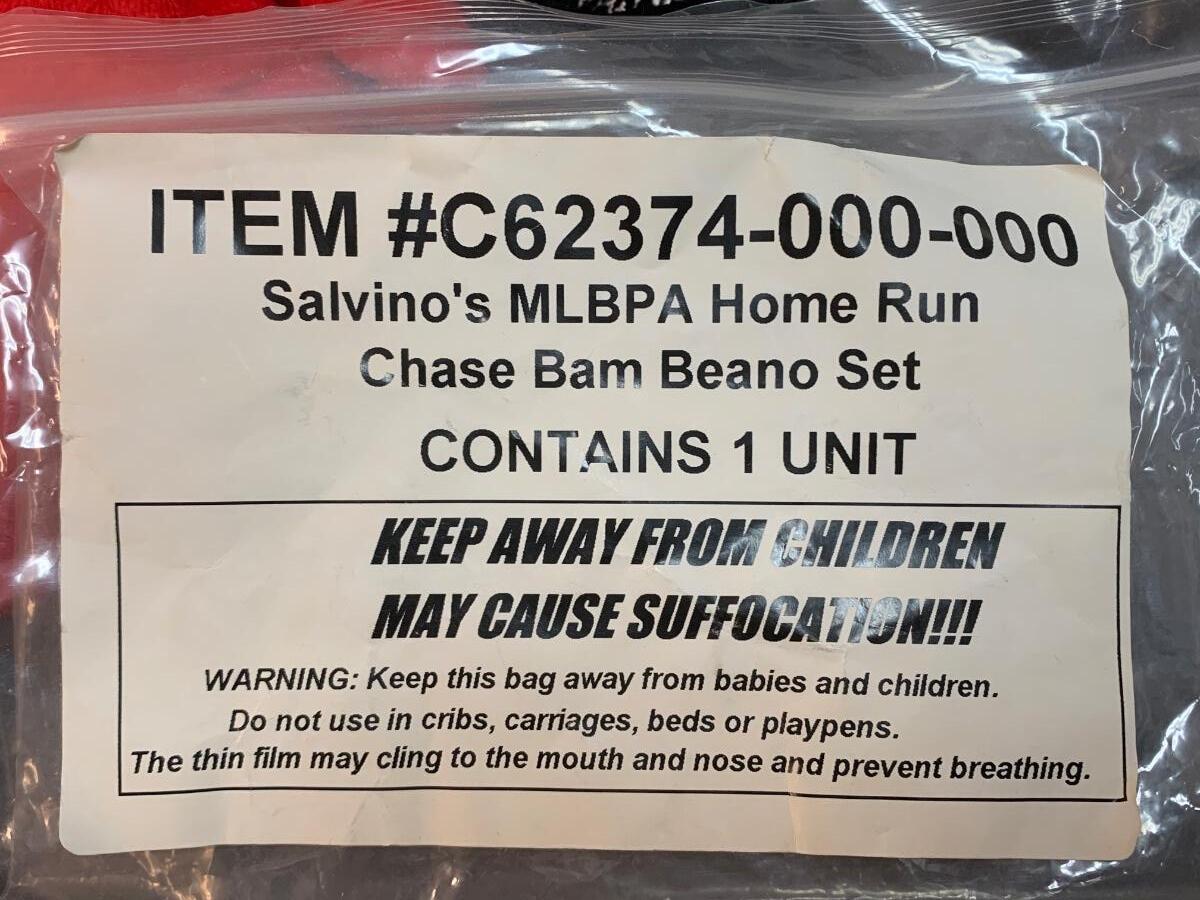 ITEM #C62374-000-000
Salvino's MLBPA Home Run
Chase Bam Beano Set
CONTAINS 1 UNIT
KEEP AWAY FROM CHILDREN
MAY CAUSE SUFFOCATION!!!
WARNING: Keep this bag away from babies and children.
Do not use in cribs, carriages, beds or playpens.
The thin film may cling to the mouth and nose and prevent breathing.